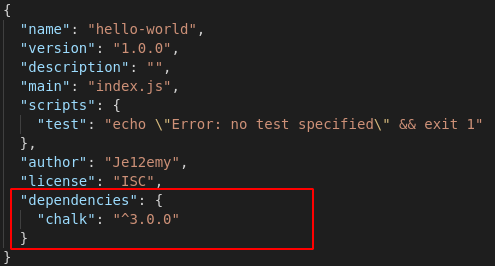 {
"name": "hello-world",
"version": "1.0.0",
"description": "",
"main": "index.js",
"scripts": {
"test": "echo \"Error: no test specified\" && exit 1"
},
"author": "Je12emy",
"license": "ISC",
"dependencies": {
"chalk": "^3.0.0"
}
}